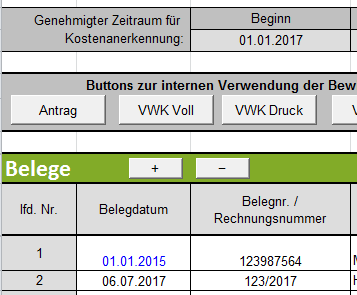 Genehmigter Zeitraum für Beginn
Kostenanerkennung: 01.01.2017
Buttons zur internen Verwendung der Bew
Antrag VWK Voll VWK Druck
Belege + −
lfd. Nr. Belegdatum Belegnr. /
Rechnungsnummer
1 01.01.2015 123987564
2 06.07.2017 123/2017